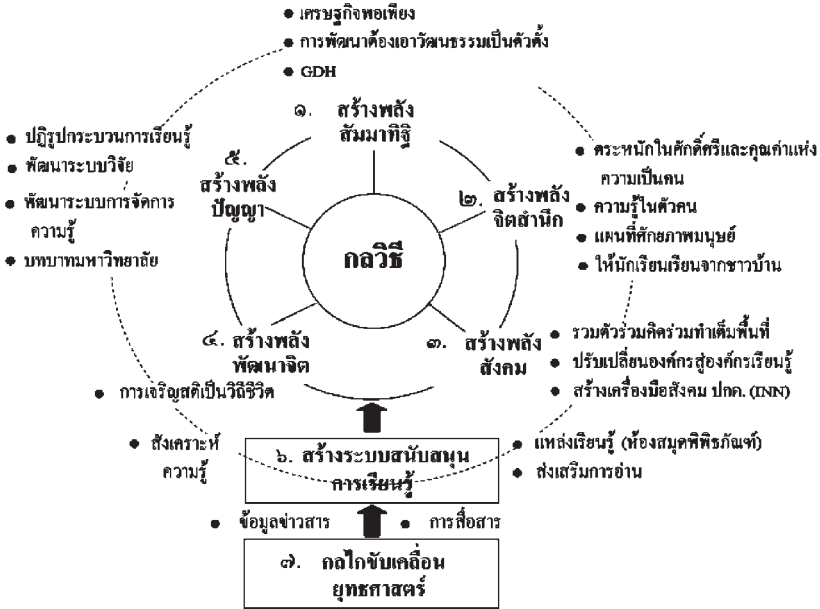 • เศรษฐกิจพอเพียง
• การพัฒนาต้องเอาวัฒนธรรมเป็นตัวตั้ง
• GDH
๑. สร้างพลัง
สัมมาทิฐิ
• ปฏิรูปกระบวนการเรียนรู้
• พัฒนาระบบวิจัย
• พัฒนาระบบการจัดการ
ความรู้
• บทบาทมหาวิทยาลัย
๕.
สร้างพลัง
ปัญญา
๒. สร้างพลัง
จิตสำนึก
• ตระหนักในศักดิ์ศรีและคุณค่าแห่ง
ความเป็นคน
• ความรู้ในตัวคน
• แผนที่ศักยภาพมนุษย์
• ให้นักเรียนเรียนจากชาวบ้าน
กลวิธี
๔. สร้างพลัง
พัฒนาจิต
๓. สร้างพลัง
สังคม
• รวมตัวร่วมคิดร่วมทำเต็มพื้นที่
• ปรับเปลี่ยนองค์กรสู่องค์กรเรียนรู้
• สร้างเครื่องมือสังคม ปกค. (INN)
• การเจริญสติเป็นวิถีชีวิต
• สังเคราะห์
ความรู้
๖. สร้างระบบสนับสนุน
การเรียนรู้
• แหล่งเรียนรู้ (ห้องสมุดพิพิธภัณฑ์)
• ส่งเสริมการอ่าน
• ข้อมูลข่าวสาร
• การสื่อสาร
๗. กลไกขับเคลื่อน
ยุทธศาสตร์